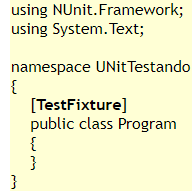 using NUnit.Framework;
using System.Text;
namespace UNitTestando
{
[TestFixture]
public class Program
{
}
}